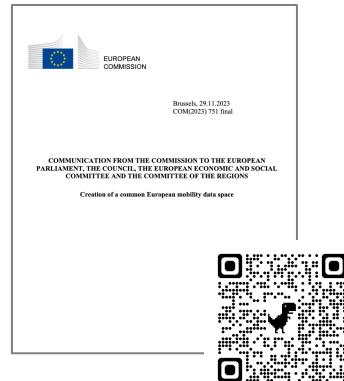 EUROPEAN
COMMISSION
Brussels, 29.11.2023
COM(2023) 751 final
COMMUNICATION FROM THE COMMISSION TO THE EUROPEAN
PARLIAMENT, THE COUNCIL, THE EUROPEAN ECONOMIC AND SOCIAL
COMMITTEE AND THE COMMITTEE OF THE REGIONS
Creation of a common European mobility data space